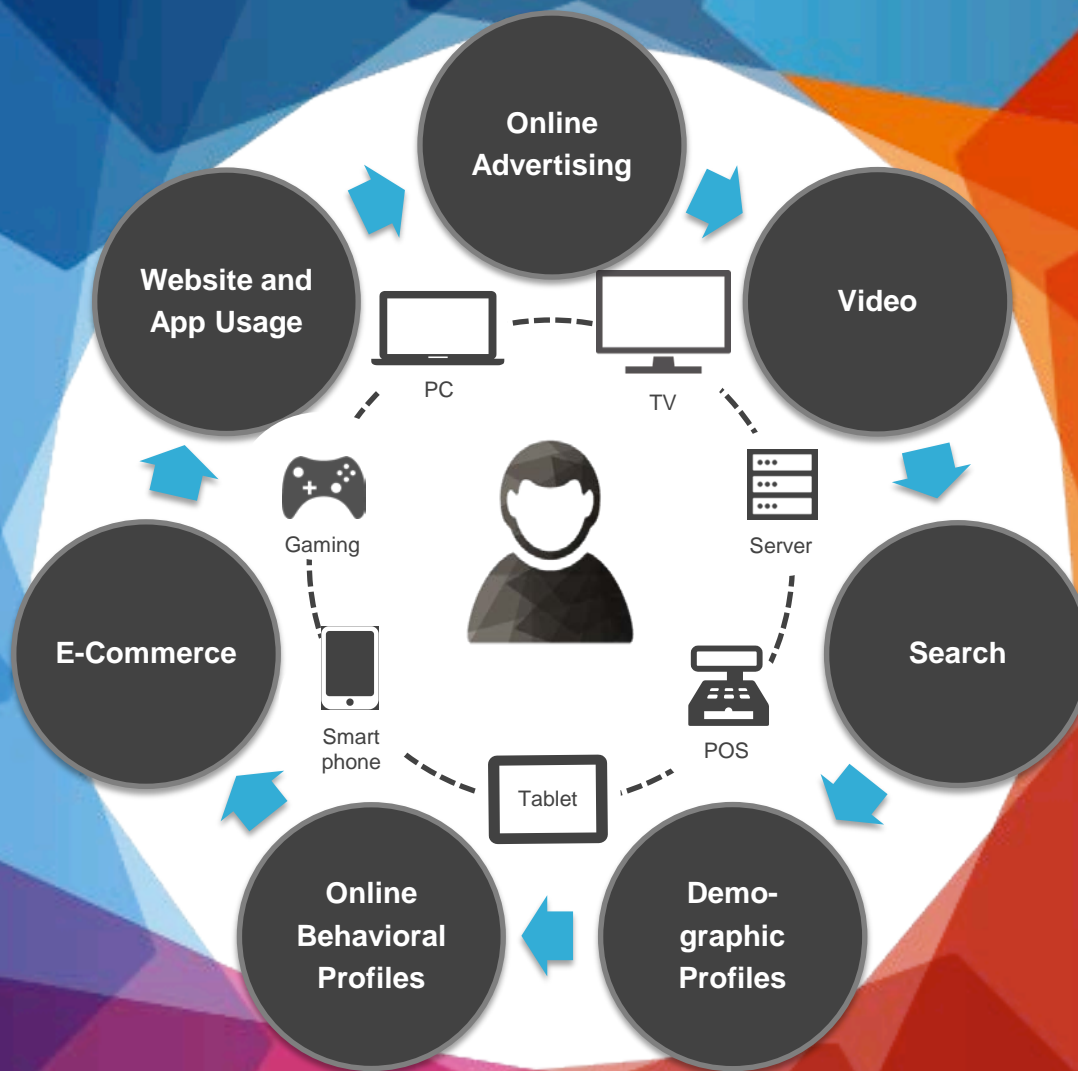 Online
Advertising
Website and
App Usage
Video
PC
TV
Gaming
Server
E-Commerce
Search
Smart
phone
POS
Tablet
Online
Behavioral
Profiles
Demo-
graphic
Profiles